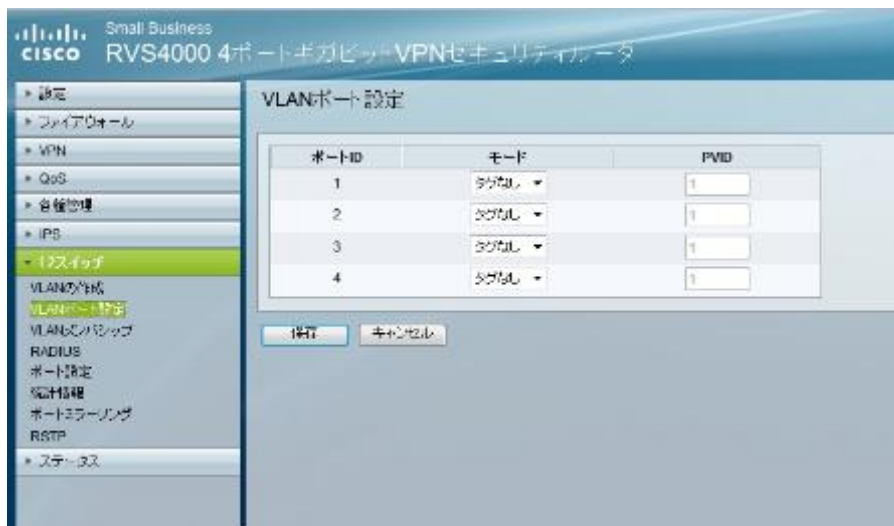 Small Business
CISCO RVS4000 4ポートギガビットVPNセキュリティルータ
設定
ファイアウォール
VPN
QoS
各種管理
IPS
L2スイッチ
VLANの作成
VLANポート設定
VLANメンバシップ
RADIUS
ポート設定
統計情報
ポートミラーリング
RSTP
ステータス
VLANポート設定
ポートID モード PVID
1 タグなし 1
2 タグなし 1
3 タグなし 1
4 タグなし 1
保存 キャンセル